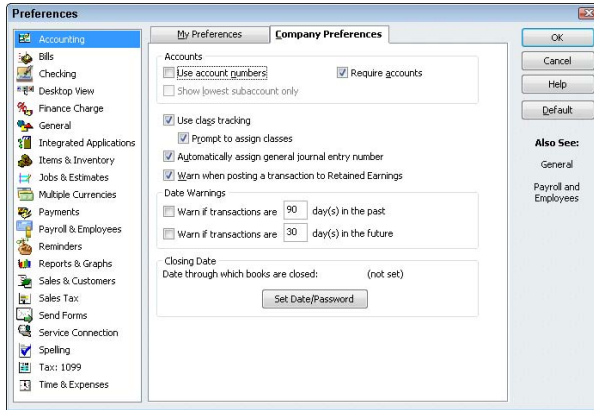 Preferences
Accounting
Bills
Checking
Desktop View
Finance Charge
General
Integrated Applications
Items & Inventory
Jobs & Estimates
Multiple Currencies
Payments
Payroll & Employees
Reminders
Reports & Graphs
Sales & Customers
Sales Tax
Send Forms
Service Connection
Spelling
Tax: 1099
Time & Expenses
My Preferences Company Preferences
Accounts
Use account numbers Require accounts
Show lowest subaccount only
Use class tracking
Prompt to assign classes
Automatically assign general journal entry number
Warn when posting a transaction to Retained Earnings
Date Warnings
Warn if transactions are 90 day(s) in the past
Warn if transactions are 30 day(s) in the future
Closing Date
Date through which books are closed: (not set)
Set Date/Password
OK
Cancel
Help
Default
Also See:
General
Payroll and
Employees